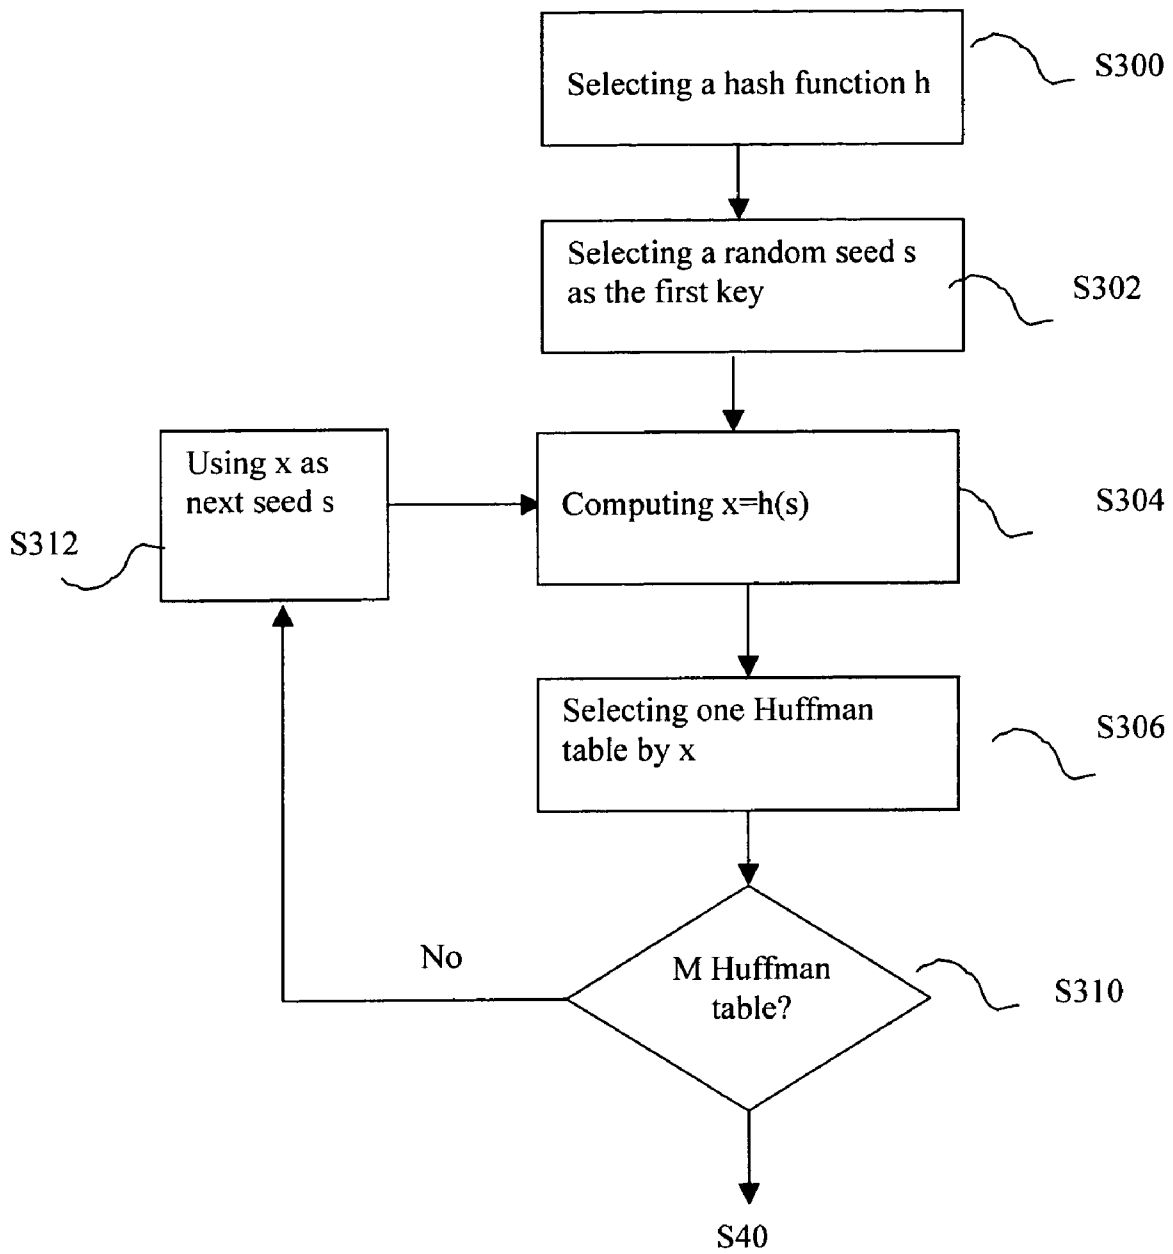 Selecting a hash function h
S300
Selecting a random seed s
as the first key
S302
Using x as
next seed s
S312
Computing x=h(s)
S304
Selecting one Huffman
table by x
S306
No
M Huffman
table?
S310
S40